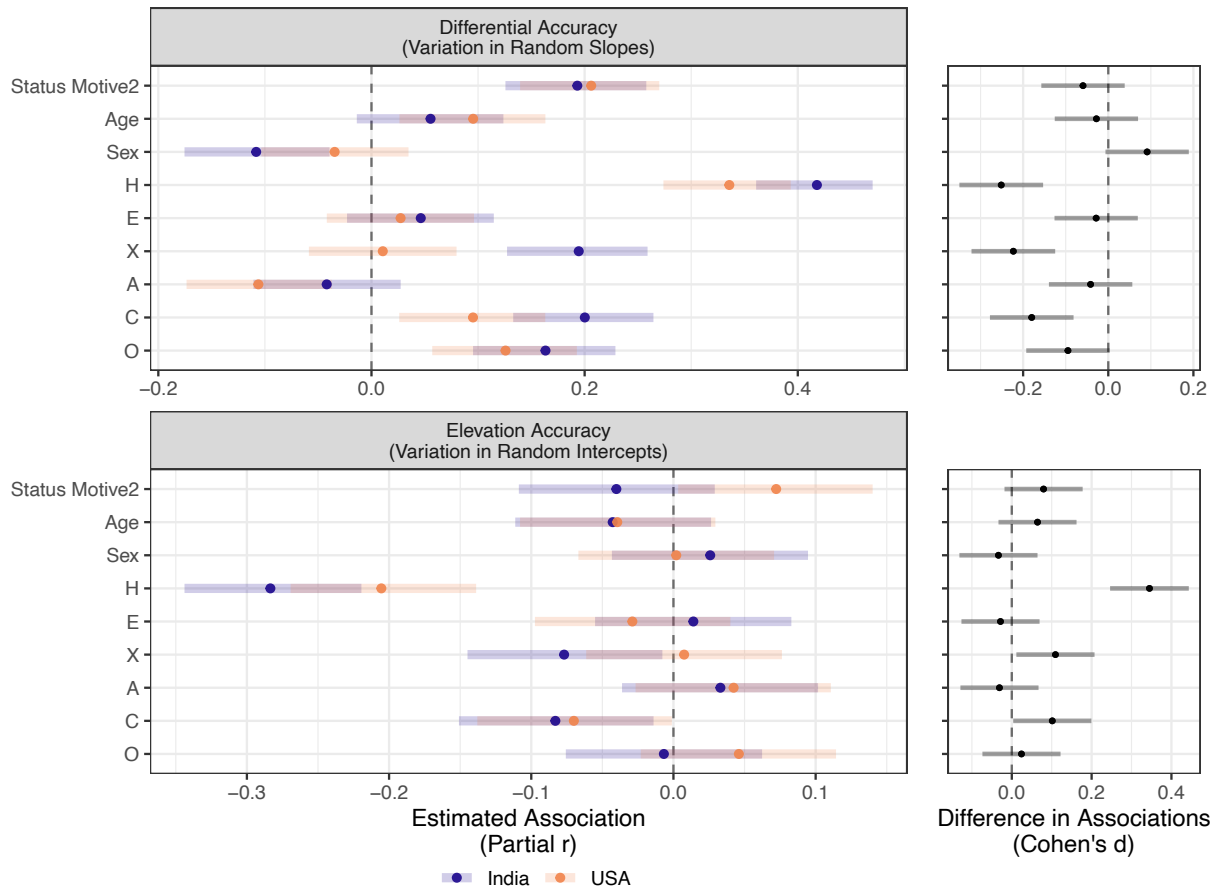 Differential Accuracy
(Variation in Random Slopes)
Status Motive2
Age
Sex
H
E
X
A
C
O
−0.2 0.0 0.2 0.4
−0.2 0.0 0.2
Elevation Accuracy
(Variation in Random Intercepts)
Status Motive2
Age
Sex
H
E
X
A
C
O
−0.3 −0.2 −0.1 0.0 0.1
0.0 0.2 0.4
Estimated Association
(Partial r)
Difference in Associations
(Cohen's d)
India USA